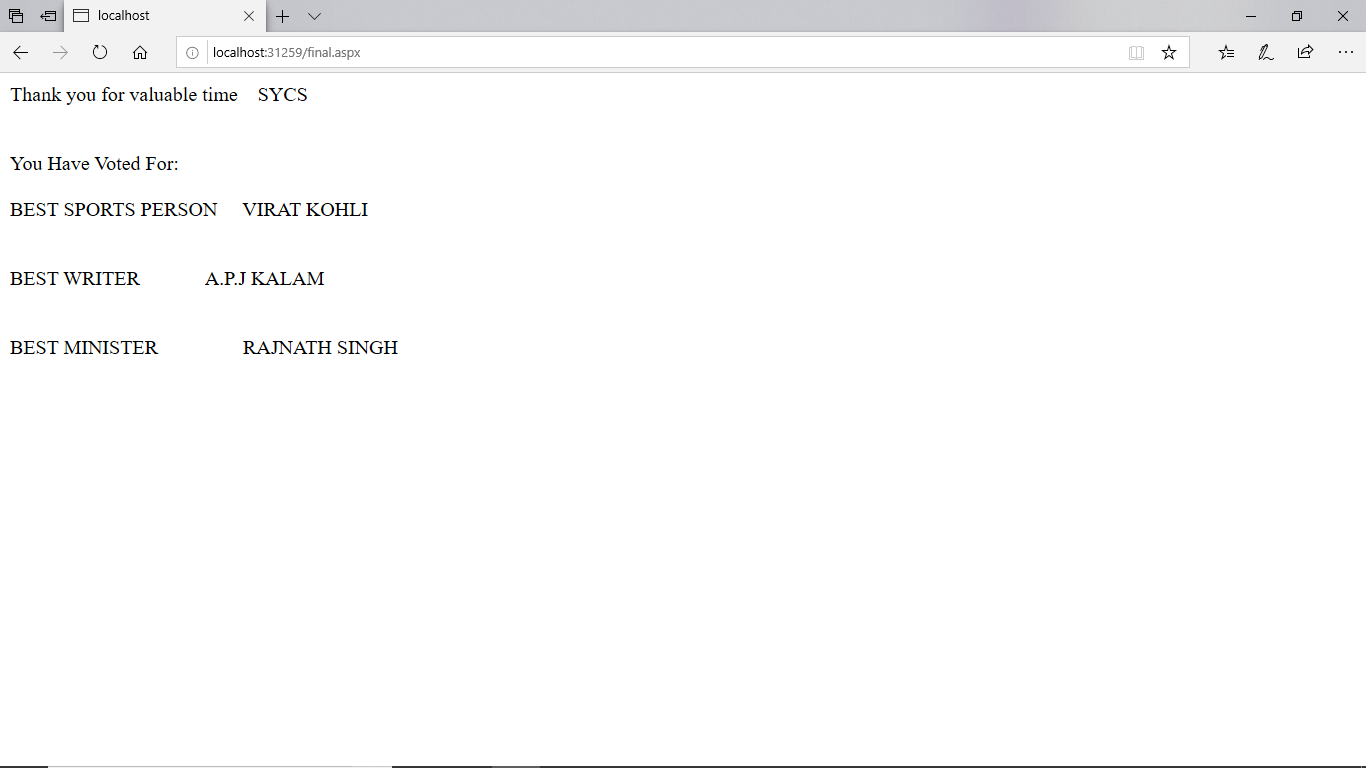 localhost
localhost:31259/final.aspx
Thank you for valuable time SYCS
You Have Voted For:
BEST SPORTS PERSON VIRAT KOHLI
BEST WRITER A.P.J KALAM
BEST MINISTER RAJNATH SINGH